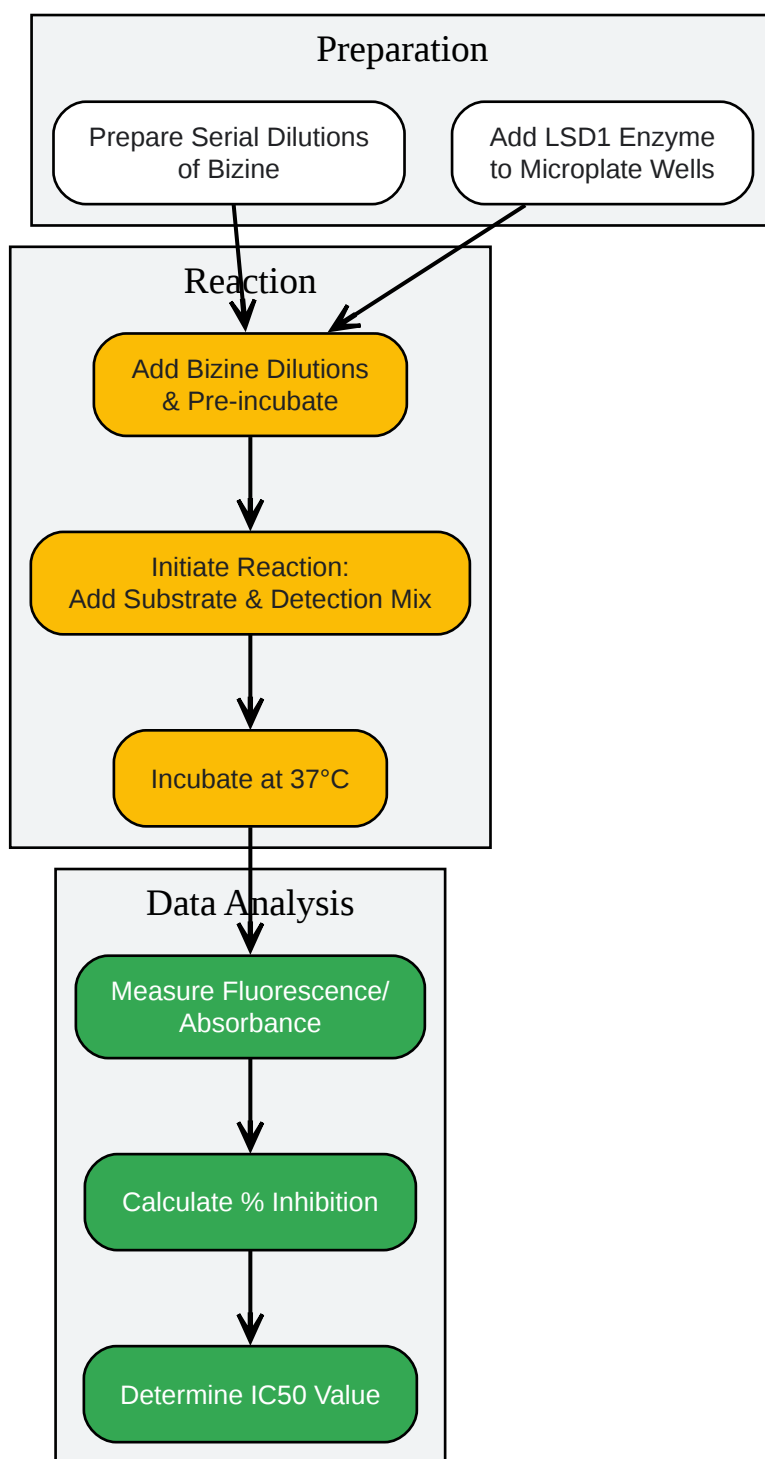 Preparation
Prepare Serial Dilutions
of Bizine
Add LSD1 Enzyme
to Microplate Wells
Reaction
Add Bizine Dilutions
& Pre-incubate
Initiate Reaction:
Add Substrate & Detection Mix
Incubate at 37°C
Data Analysis
Measure Fluorescence/
Absorbance
Calculate % Inhibition
Determine IC50 Value